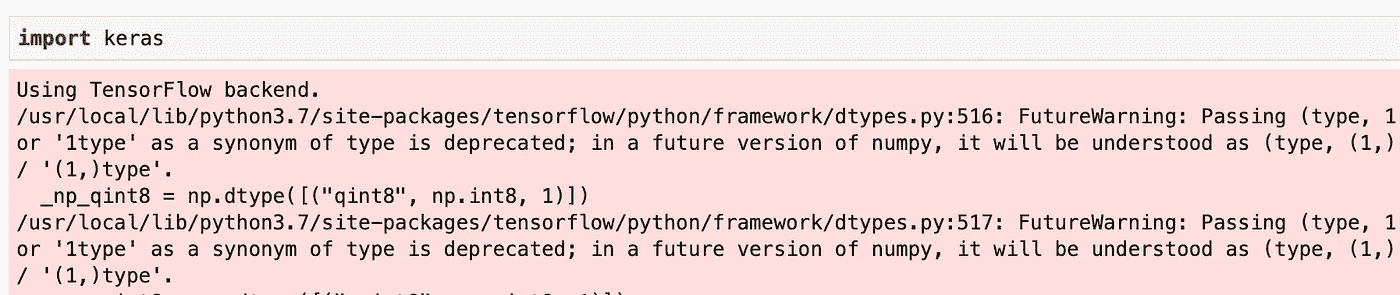 import keras
Using TensorFlow backend.
/usr/local/lib/python3.7/site-packages/tensorflow/python/framework/dtypes.py:516: FutureWarning: Passing (type, 1
or '1type' as a synonym of type is deprecated; in a future version of numpy, it will be understood as (type, (1,)
/ '(1,)type'.
  _np_qint8 = np.dtype([("qint8", np.int8, 1)])
/usr/local/lib/python3.7/site-packages/tensorflow/python/framework/dtypes.py:517: FutureWarning: Passing (type, 1
or '1type' as a synonym of type is deprecated; in a future version of numpy, it will be understood as (type, (1,)
/ '(1,)type'.